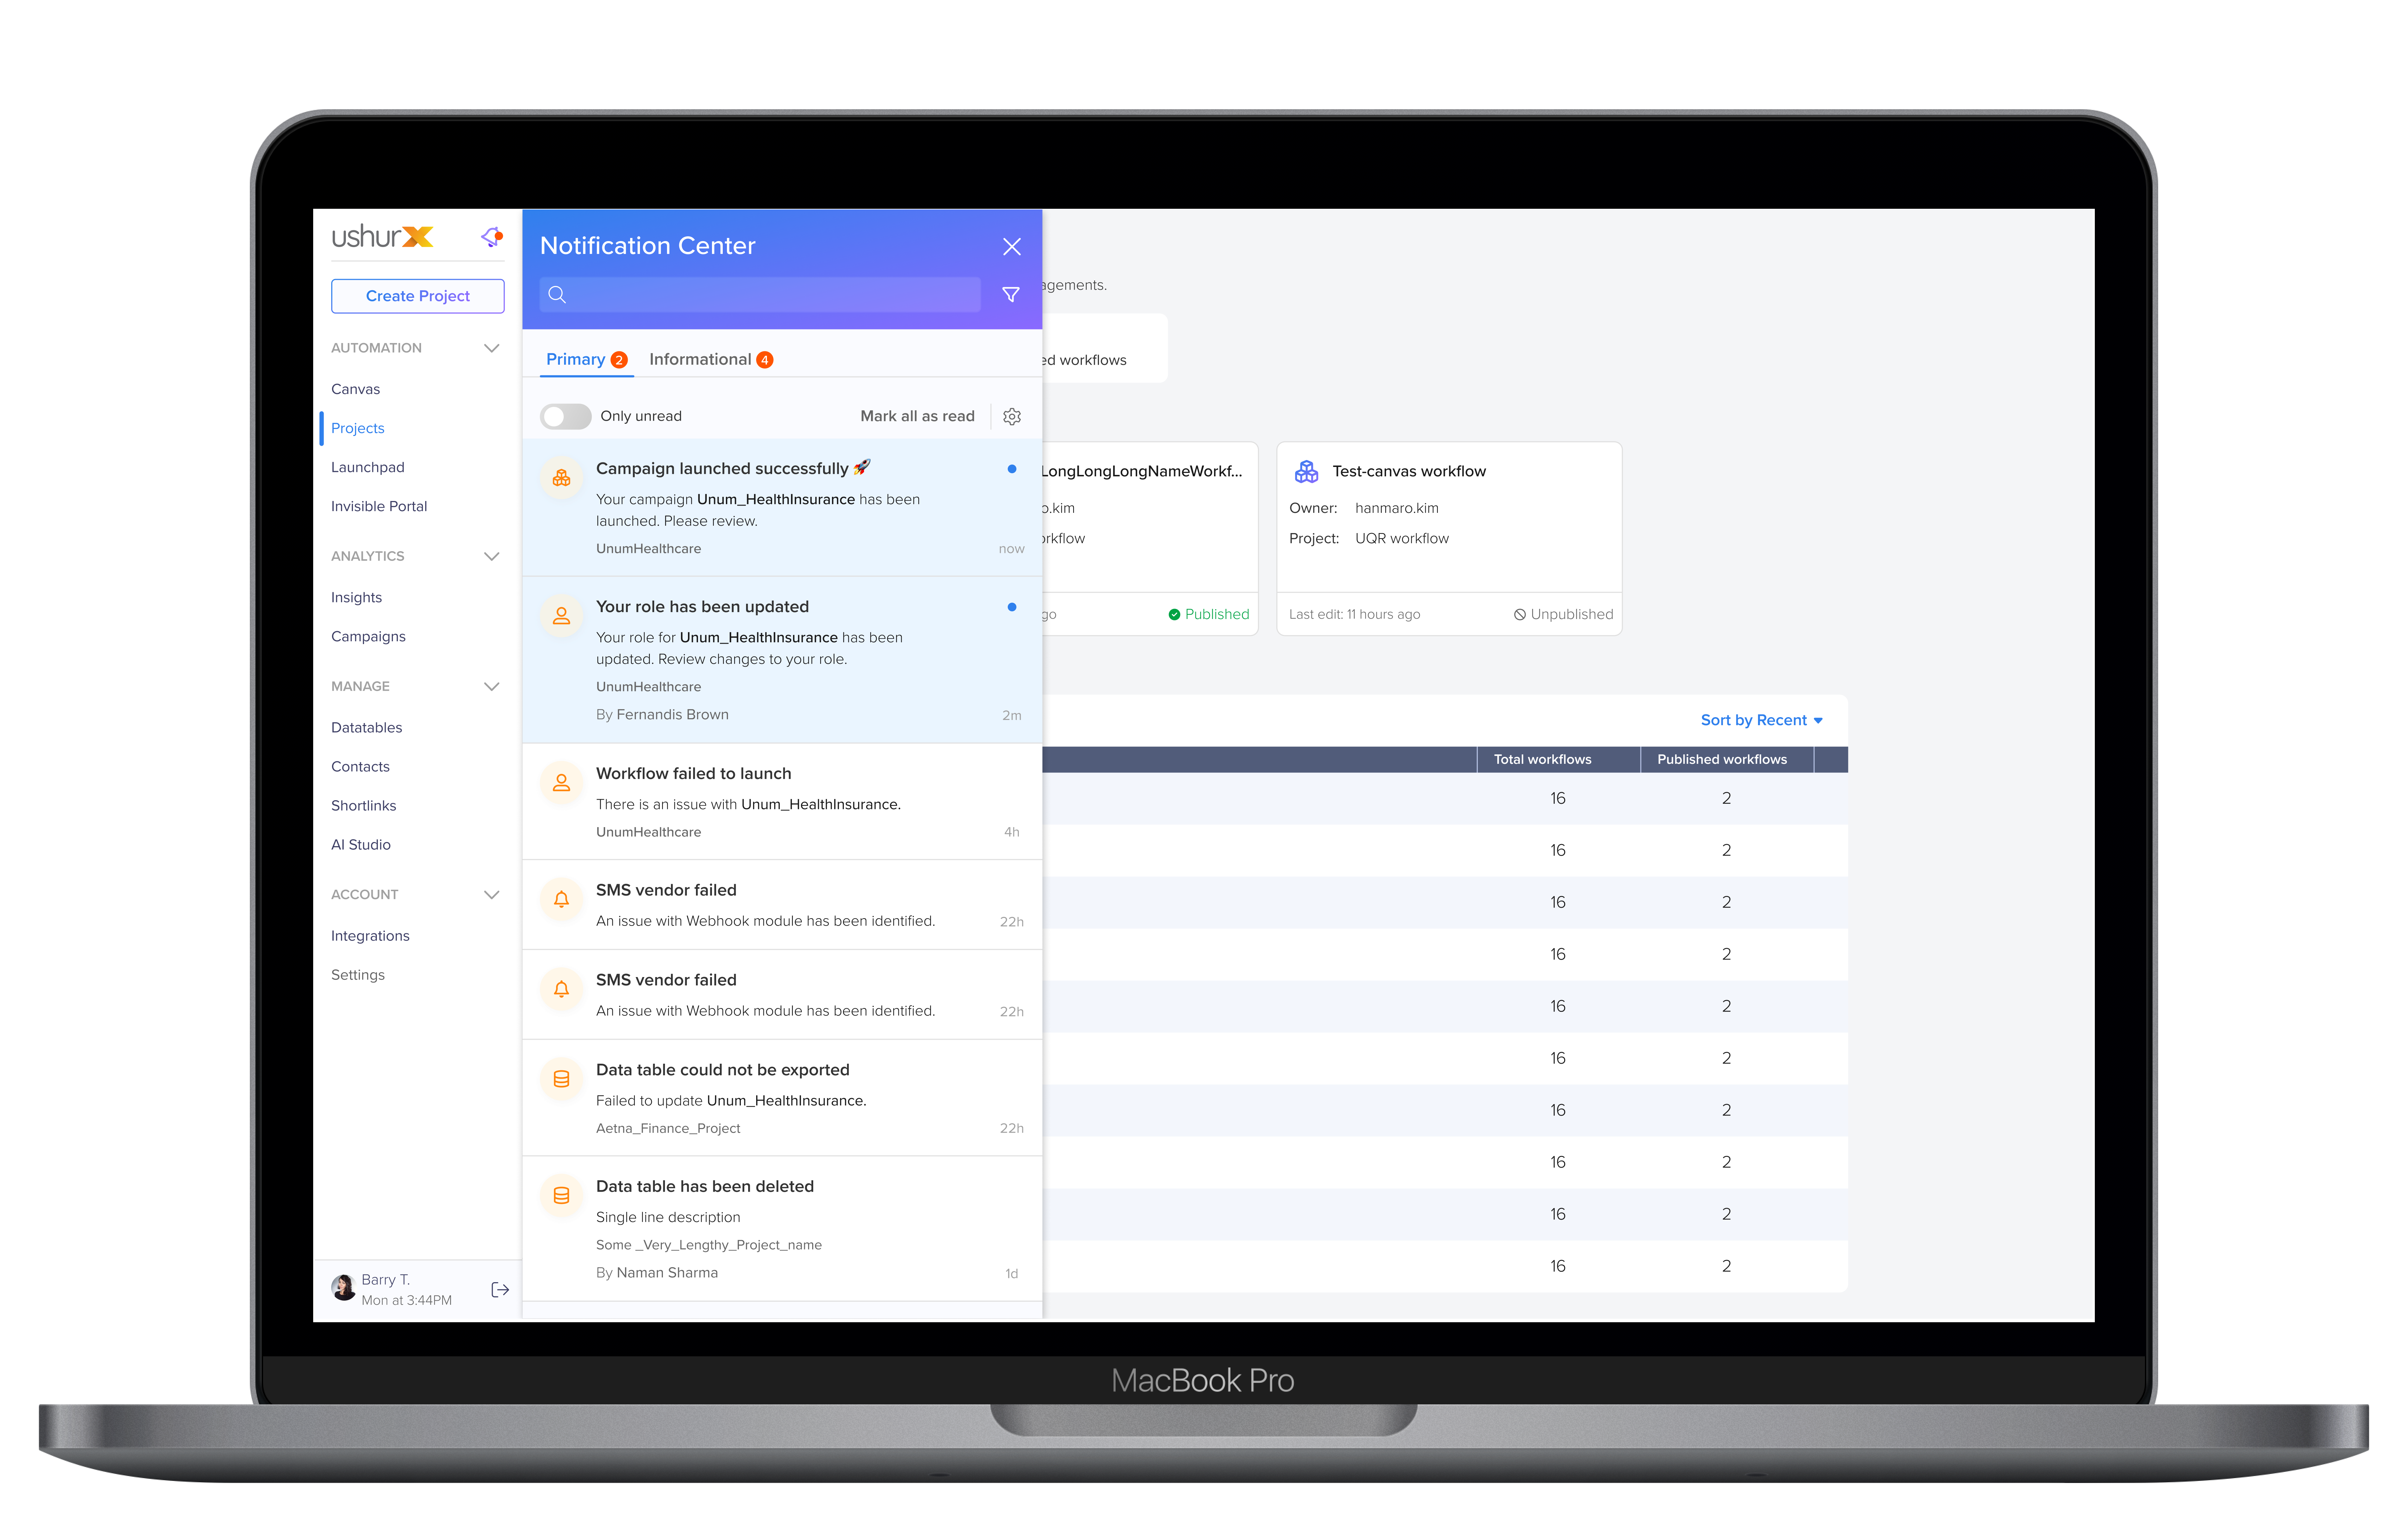 ushur
Create Project
AUTOMATION
Canvas
Projects
Launchpad
Invisible Portal
ANALYTICS
Insights
Campaigns
MANAGE
Datatables
Contacts
Shortlinks
AI Studio
ACCOUNT
Integrations
Settings
Barry T.
Mon at 3:44PM
Notification Center
Primary 2 Informational 4
Only unread Mark all as read
Campaign launched successfully 🚀
Your campaign Unum_HealthInsurance has been
launched. Please review.
UnumHealthcare now
Your role has been updated
Your role for Unum_HealthInsurance has been
updated. Review changes to your role.
UnumHealthcare
By Fernandis Brown 2m
Workflow failed to launch
There is an issue with Unum_HealthInsurance.
UnumHealthcare 4h
SMS vendor failed
An issue with Webhook module has been identified. 22h
SMS vendor failed
An issue with Webhook module has been identified. 22h
Data table could not be exported
Failed to update Unum_HealthInsurance.
Aetna_Finance_Project 22h
Data table has been deleted
Single line description
Some _Very_Lengthy_Project_name
By Naman Sharma 1d
agements.
ed workflows
LongLongLongNameWorkf...
o.kim
orkflow
go Published
Test-canvas workflow
Owner: hanmaro.kim
Project: UQR workflow
Last edit: 11 hours ago Unpublished
Sort by Recent
Total workflows Published workflows
16 2
16 2
16 2
16 2
16 2
16 2
16 2
16 2
16 2
16 2
MacBook Pro